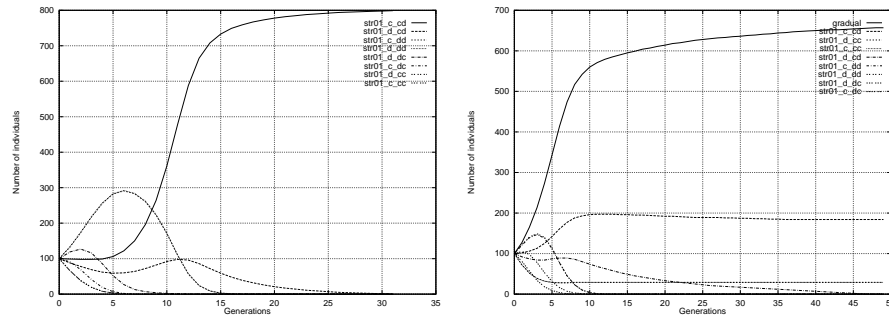 800
700
600
500
400
300
200
100
0
Number of individuals
0 5 10 15 20 25 30 35
Generations
str01_c_cd
str01_d_cd
str01_c_dd
str01_d_dd
str01_d_dc
str01_c_dc
str01_d_cc
str01_c_cc
700
600
500
400
300
200
100
0
Number of individuals
0 5 10 15 20 25 30 35 40 45 50
Generations
gradual
str01_c_cd
str01_d_cc
str01_c_cc
str01_d_cd
str01_c_dd
str01_d_dd
str01_d_dc
str01_c_dc